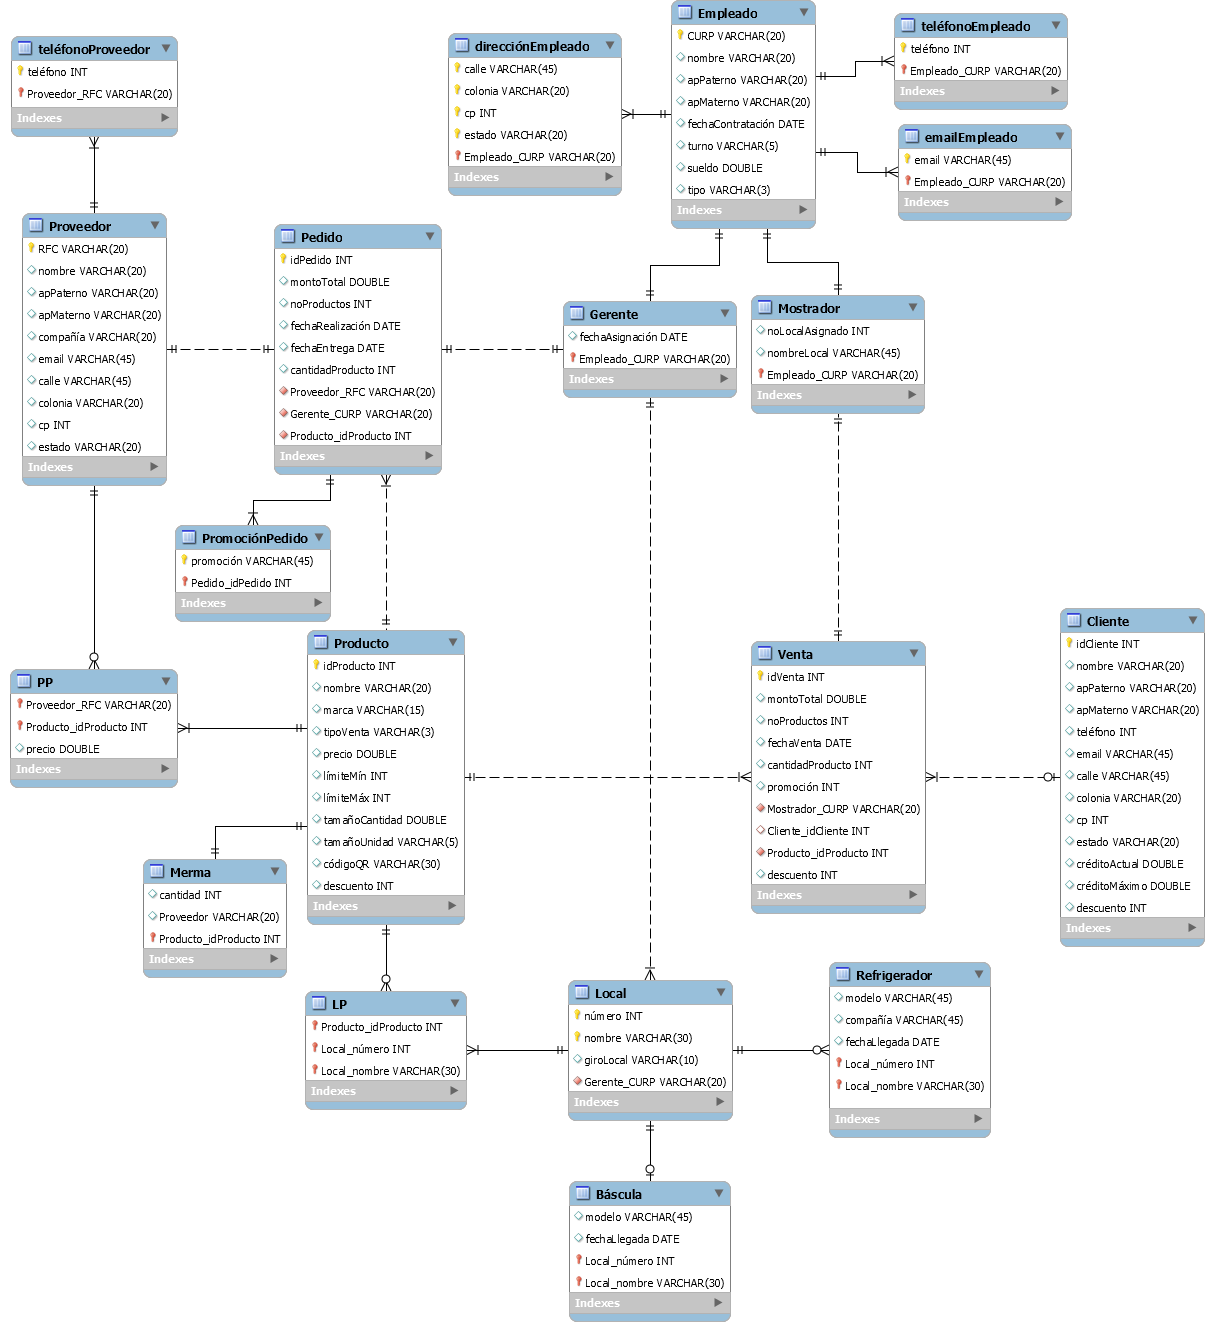 teléfonoProveedor
teléfono INT
Proveedor_RFC VARCHAR(20)
Indexes
dirécciónEmpleado
calle VARCHAR(45)
colonia VARCHAR(20)
cp INT
estado VARCHAR(20)
Empleado_CURP VARCHAR(20)
Indexes
Empleado
CURP VARCHAR(20)
nombre VARCHAR(20)
apPaterno VARCHAR(20)
apMaterno VARCHAR(20)
fechaContratación DATE
turno VARCHAR(5)
sueldo DOUBLE
tipo VARCHAR(3)
Indexes
teléfonoEmpleado
teléfono INT
Empleado_CURP VARCHAR(20)
Indexes
emailEmpleado
email VARCHAR(45)
Empleado_CURP VARCHAR(20)
Indexes
Proveedor
RFC VARCHAR(20)
nombre VARCHAR(20)
apPaterno VARCHAR(20)
apMaterno VARCHAR(20)
compañía VARCHAR(20)
email VARCHAR(45)
calle VARCHAR(45)
colonia VARCHAR(20)
cp INT
estado VARCHAR(20)
Indexes
Pedido
idPedido INT
montoTotal DOUBLE
noProductos INT
fechaRealización DATE
fechaEntrega DATE
cantidadProducto INT
Proveedor_RFC VARCHAR(20)
Gerente_CURP VARCHAR(20)
Producto_idProducto INT
Indexes
Gerente
fechaAsignación DATE
Empleado_CURP VARCHAR(20)
Indexes
Mostrador
noLocalAsignado INT
nombreLocal VARCHAR(45)
Empleado_CURP VARCHAR(20)
Indexes
PromociónPedido
promoción VARCHAR(45)
Pedido_idPedido INT
Indexes
PP
Proveedor_RFC VARCHAR(20)
Producto_idProducto INT
precio DOUBLE
Indexes
Producto
idProducto INT
nombre VARCHAR(20)
marca VARCHAR(15)
tipoVenta VARCHAR(3)
precio DOUBLE
límiteMín INT
límiteMáx INT
tamañoCantidad DOUBLE
tamañoUnidad VARCHAR(5)
códigoQR VARCHAR(30)
descuento INT
Indexes
Venta
idVenta INT
montoTotal DOUBLE
noProductos INT
fechaVenta DATE
cantidadProducto INT
promoción INT
Mostrador_CURP VARCHAR(20)
Cliente_idCliente INT
Producto_idProducto INT
descuento INT
Indexes
Cliente
idCliente INT
nombre VARCHAR(20)
apPaterno VARCHAR(20)
apMaterno VARCHAR(20)
teléfono INT
email VARCHAR(45)
calle VARCHAR(45)
colonia VARCHAR(20)
cp INT
estado VARCHAR(20)
créditoActual DOUBLE
créditoMáximo DOUBLE
descuento INT
Indexes
Merma
cantidad INT
Proveedor VARCHAR(20)
Producto_idProducto INT
Indexes
LP
Producto_idProducto INT
Local_número INT
Local_nombre VARCHAR(30)
Indexes
Local
número INT
nombre VARCHAR(30)
giroLocal VARCHAR(10)
Gerente_CURP VARCHAR(20)
Indexes
Refrigerador
modelo VARCHAR(45)
compañía VARCHAR(45)
fechaLlegada DATE
Local_número INT
Local_nombre VARCHAR(30)
Indexes
Báscula
modelo VARCHAR(45)
fechaLlegada DATE
Local_número INT
Local_nombre VARCHAR(30)
Indexes